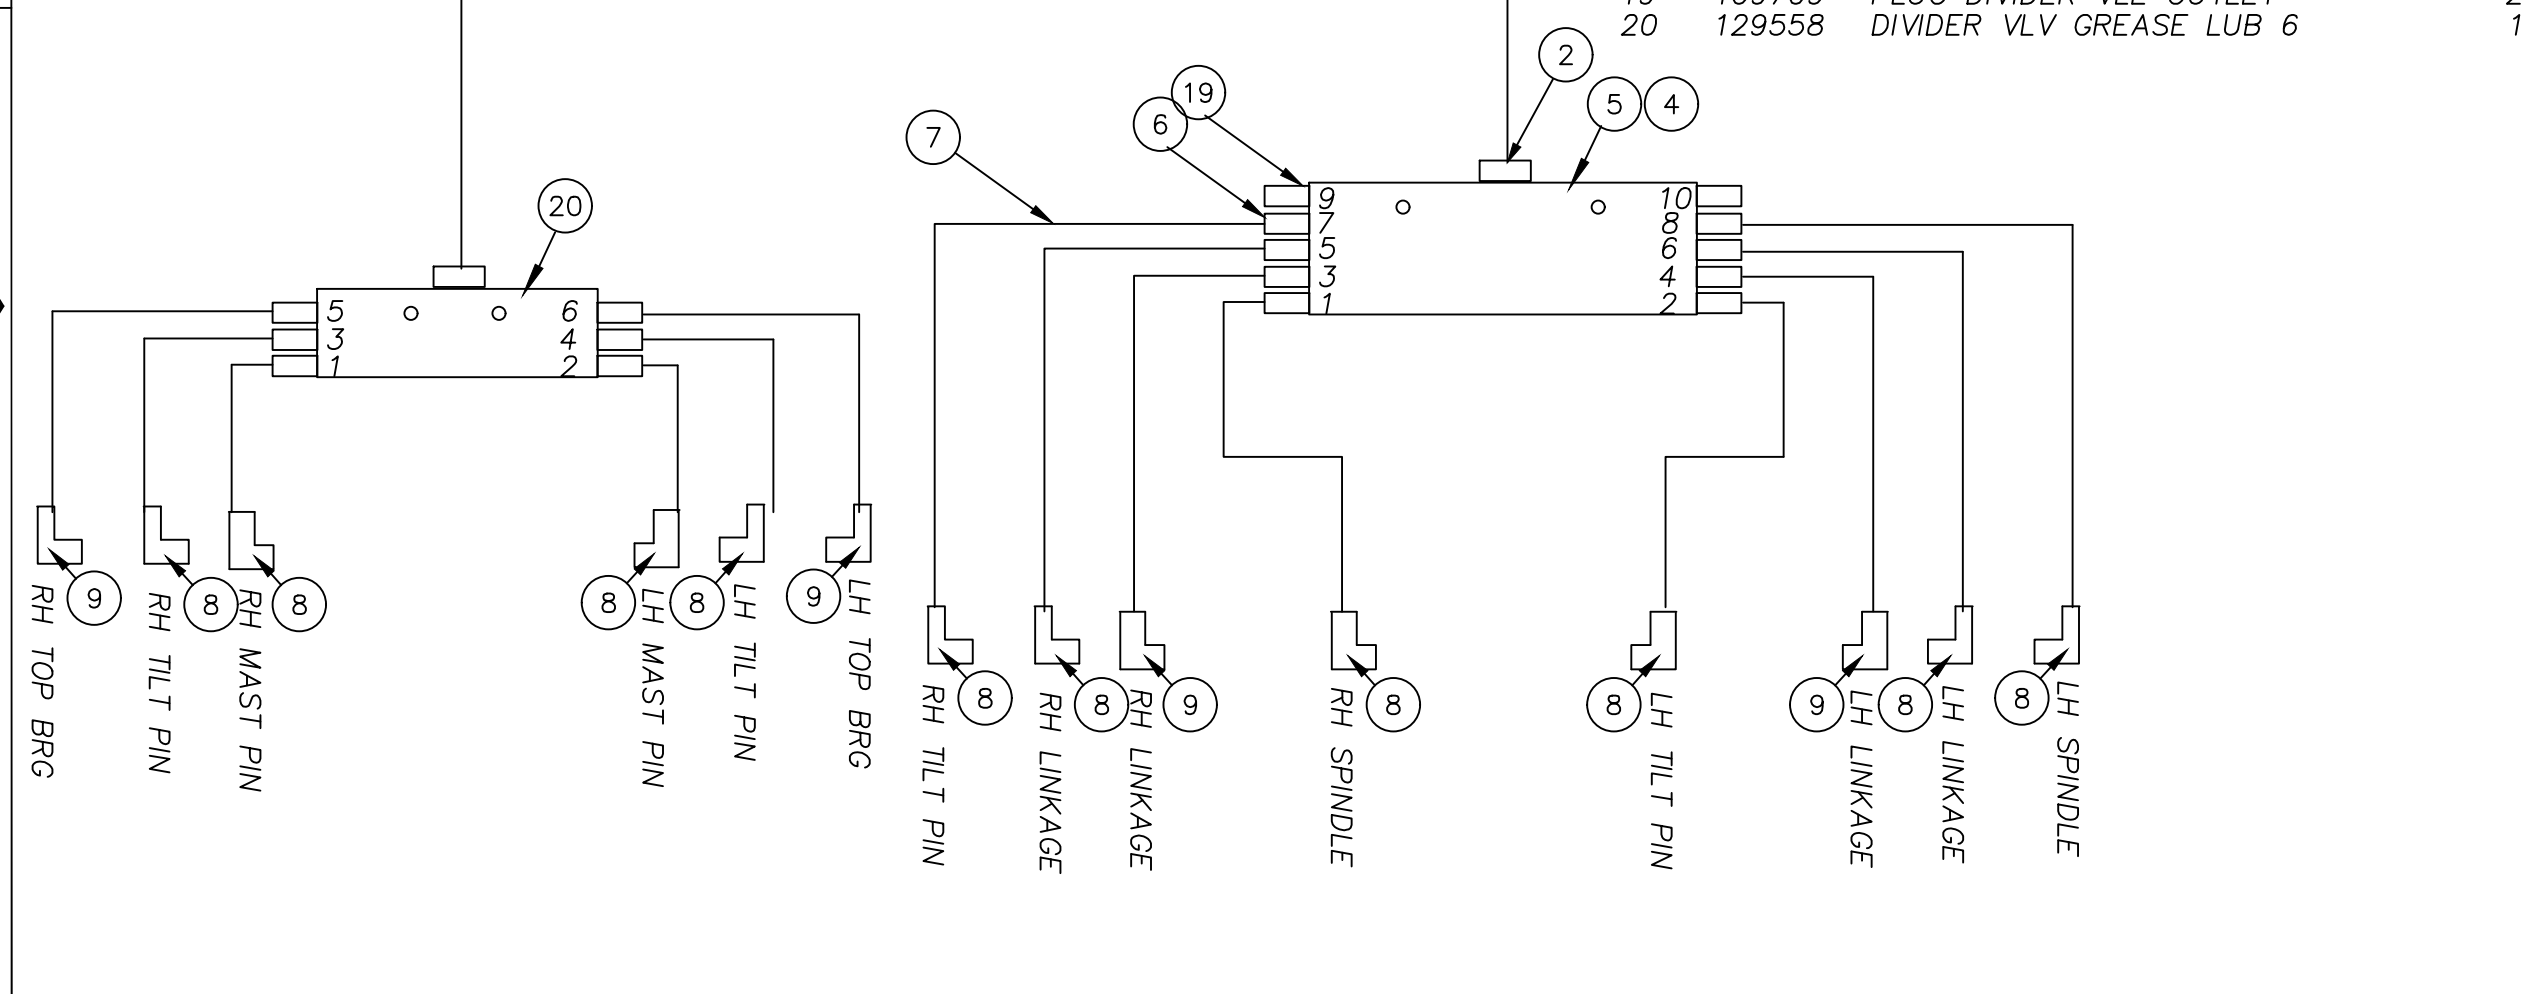 20 129558 DIVIDER VLV GREASE LUB 6 1
2
5 4
19
6
7
20
9 10
7 8
5 6
3 4
1 2
5 6
3 4
1 2
9
8
8
8
8
9
RH TOP BRG
RH TILT PIN
RH MAST PIN
LH MAST PIN
LH TILT PIN
LH TOP BRG
8
8
9
8
8
9
8
8
RH TILT PIN
RH LINKAGE
RH LINKAGE
RH SPINDLE
LH TILT PIN
LH LINKAGE
LH LINKAGE
LH SPINDLE